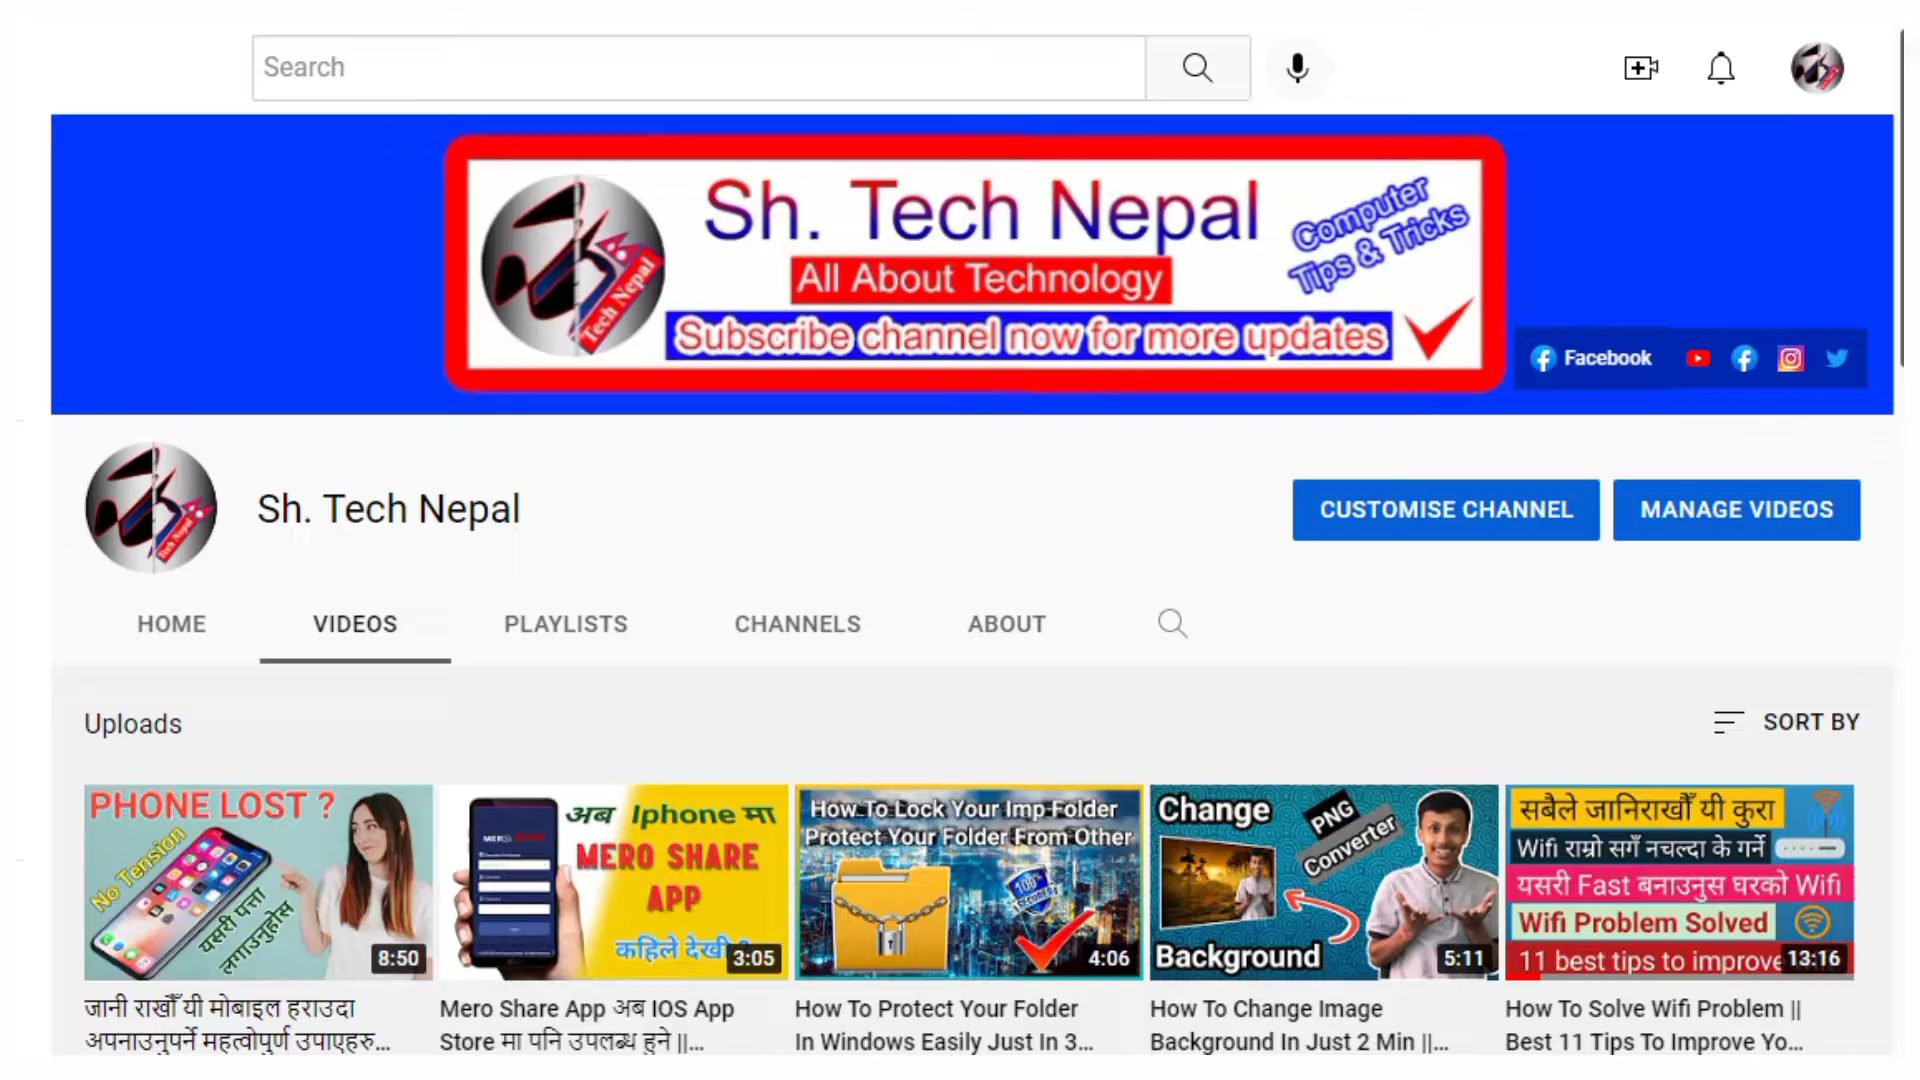 Search
Sh. Tech Nepal
Computer
Tips & Tricks
All About Technology
Tech Nepal
Subscribe channel now for more updates
Facebook
Sh. Tech Nepal
Tech Nepal
CUSTOMISE CHANNEL
MANAGE VIDEOS
HOME
VIDEOS
PLAYLISTS
CHANNELS
ABOUT
Uploads
SORT BY
PHONE LOST ?
No Tension
यसरी पत्ता
लगाउनुहोस
8:50
अब Iphone मा
MERO SHARE
APP
कहिले देखी ?
3:05
How To Lock Your Imp Folder
Protect Your Folder From Other
100%
4:06
Change
PNG
Converter
Background
5:11
सबैले जानिराखौँ यी कुरा
Wifi राम्रो सगँ नचल्दा के गर्ने
यसरी Fast बनाउनुस घरको Wifi
Wifi Problem Solved
11 best tips to improve
13:16
जानी राखौँ यी मोबाइल हराउदा
अपनाउनुपर्ने महत्वोपुर्ण उपाएहरु...
Mero Share App अब IOS App
Store मा पनि उपलब्ध हुने ||...
How To Protect Your Folder
In Windows Easily Just In 3...
How To Change Image
Background In Just 2 Min ||...
How To Solve Wifi Problem ||
Best 11 Tips To Improve Yo...